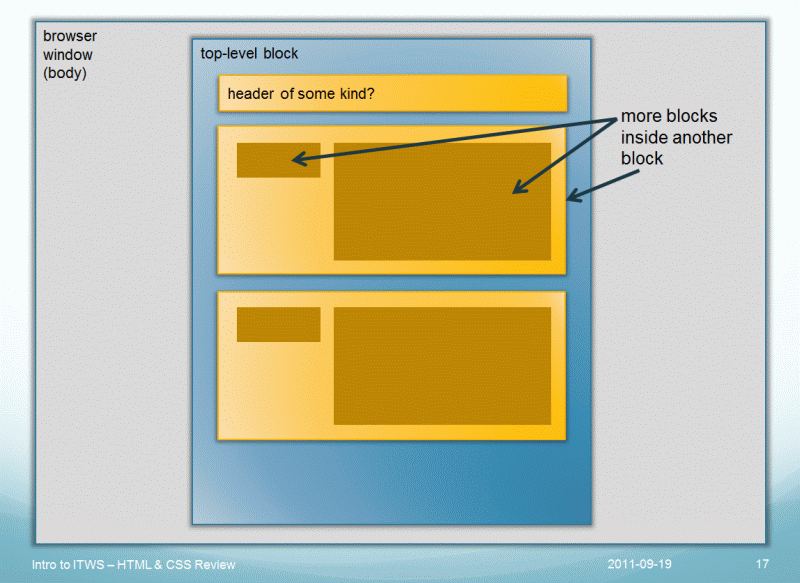 browser
window
(body)
top-level block
header of some kind?
more blocks
inside another
block
Intro to ITWS – HTML & CSS Review
2011-09-19
17